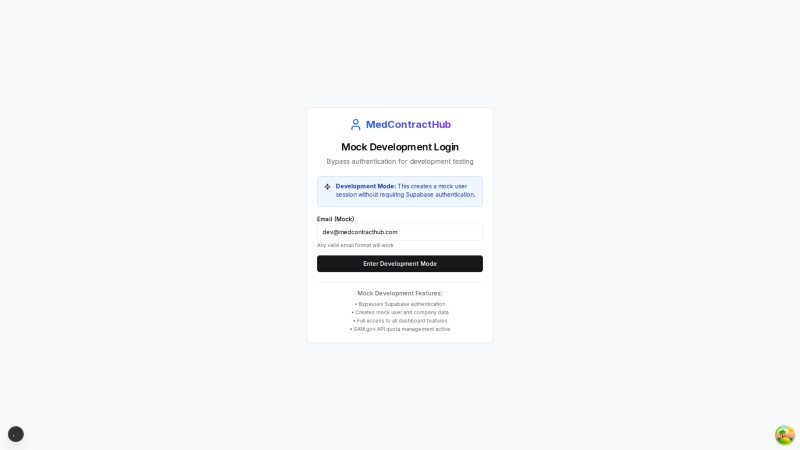 MedContractHub
Mock Development Login
Bypass authentication for development testing
Development Mode: This creates a mock user
session without requiring Supabase authentication.
Email (Mock)
dev@medcontracthub.com
Any valid email format will work
Enter Development Mode
Mock Development Features:
• Bypasses Supabase authentication
• Creates mock user and company data
• Full access to all dashboard features
• SAM.gov API quota management active